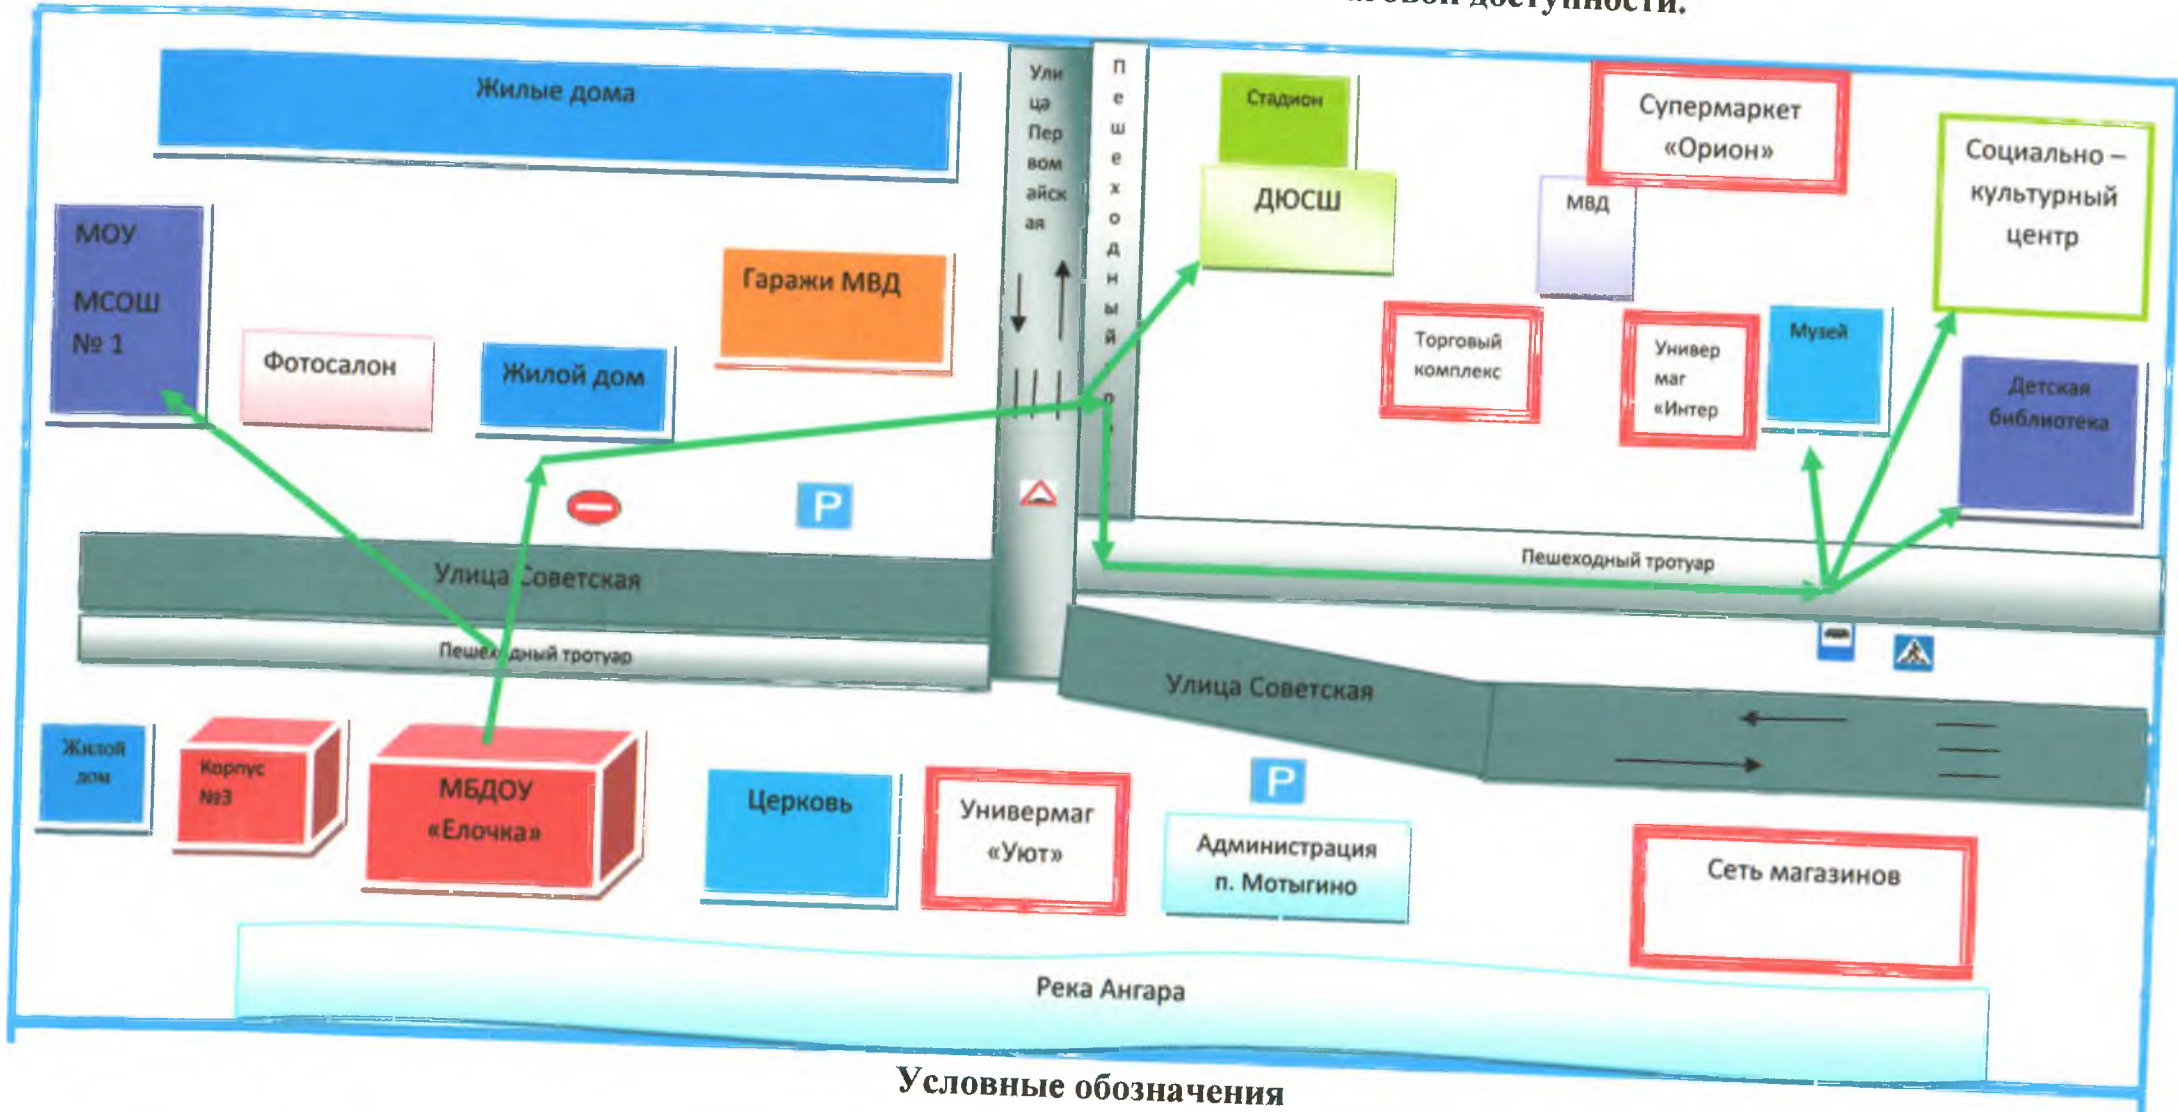 доступности.
Жилые дома
Ули
ца
Пер
вом
айск
ая
П
е
ш
е
х
о
д
н
ы
й
Стадион
ДЮСШ
МВД
Супермаркет
«Орион»
Социально –
культурный
центр
МОУ
МСОШ
№ 1
Фотосалон
Жилой дом
Гаражи МВД
Торговый
комплекс
Универ
маг
«Интер
Музей
Детская
библиотека
P
Улица Советская
Пешеходный тротуар
Пешеходный тротуар
Улица Советская
Жилой
дом
Корпус
№3
МБДОУ
«Елочка»
Церковь
Универмаг
«Уют»
P
Администрация
п. Мотыгино
Сеть магазинов
Река Ангара
Условные обозначения